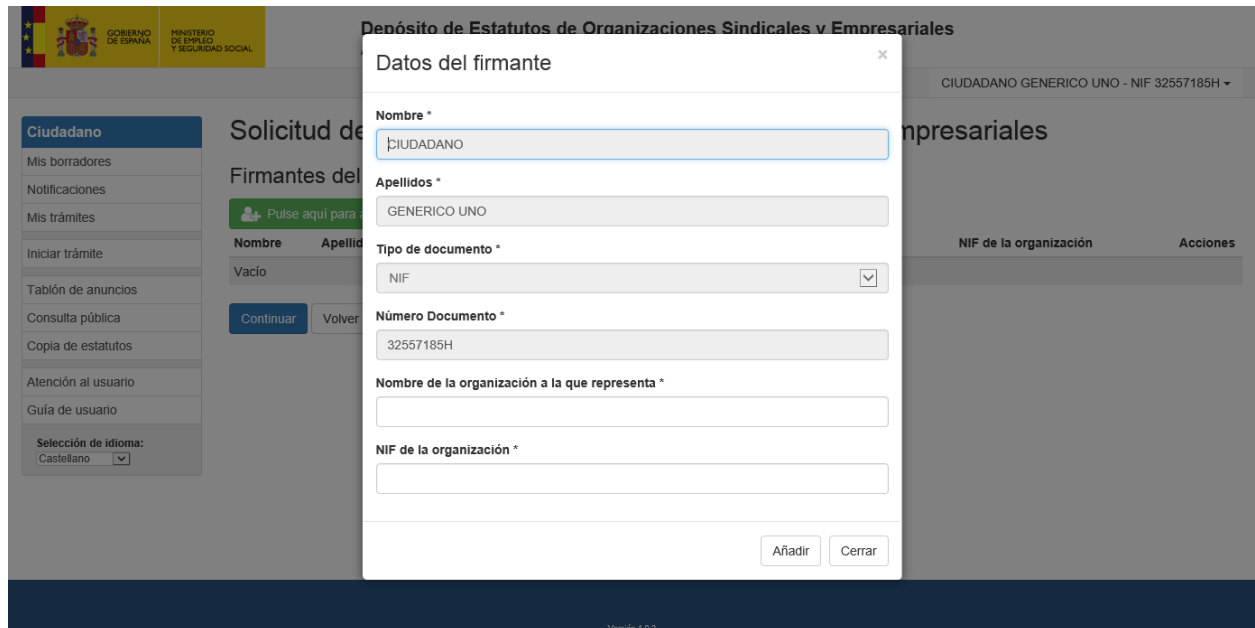 GOBIERNO
DE ESPAÑA
MINISTERIO
DE EMPLEO
Y SEGURIDAD SOCIAL
Depósito de Estatutos de Organizaciones Sindicales y Empresariales
CIUDADANO GENERICO UNO - NIF 32557185H
Ciudadano
Mis borradores
Notificaciones
Mis trámites
Iniciar trámite
Tablón de anuncios
Consulta pública
Copia de estatutos
Atención al usuario
Guía de usuario
Selección de idioma:
Castellano
Solicitud de
mpresariales
Firmantes del
Pulse aquí para a
Nombre Apellid
NIF de la organización Acciones
Vacío
Continuar Volver
Datos del firmante
×
Nombre *
CIUDADANO
Apellidos *
GENERICO UNO
Tipo de documento *
NIF
Número Documento *
32557185H
Nombre de la organización a la que representa *
NIF de la organización *
Añadir Cerrar